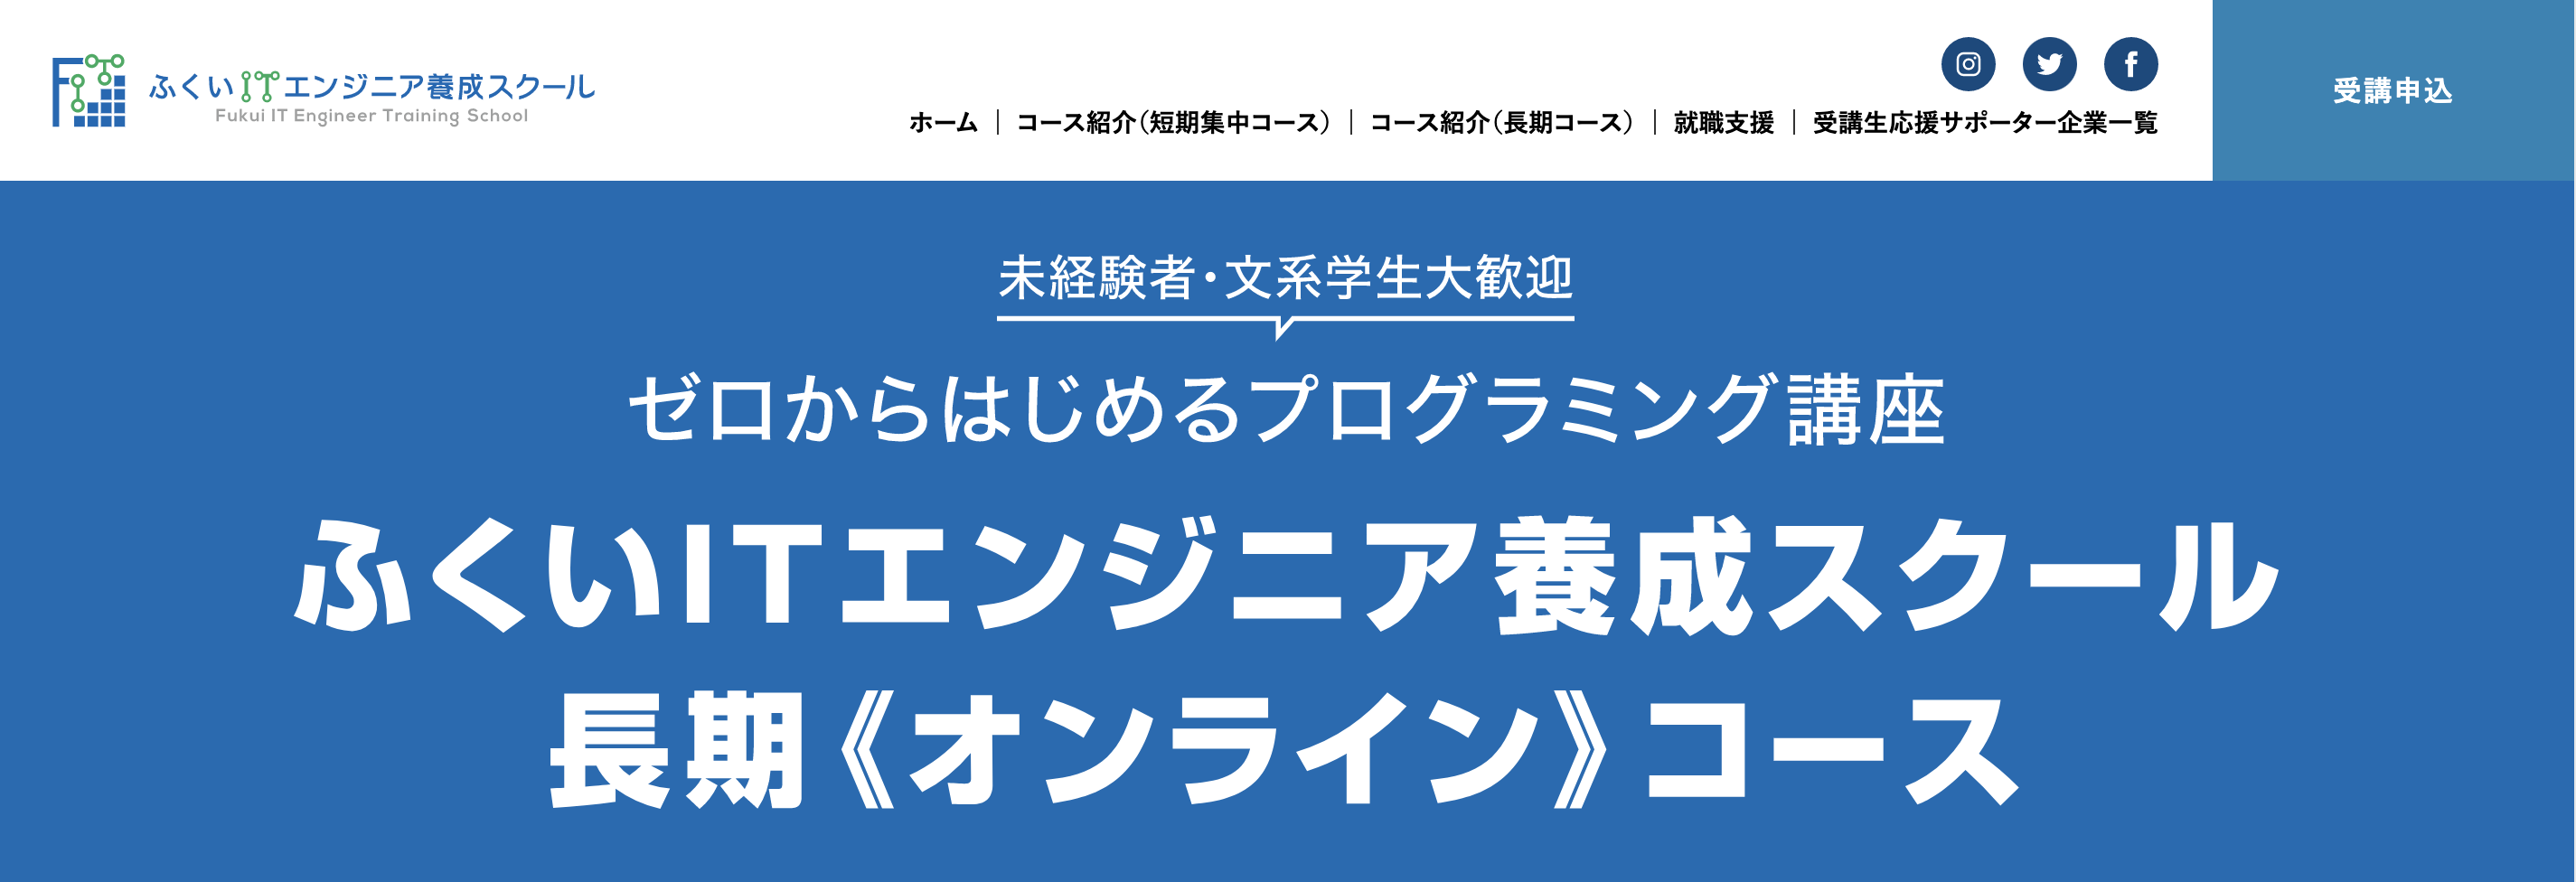 ふくいITエンジニア養成スクール
Fukui IT Engineer Training School
ホーム｜コース紹介（短期集中コース）｜コース紹介（長期コース）｜就職支援｜受講生応援サポーター企業一覧
受講申込
未経験者・文系学生大歓迎
ゼロからはじめるプログラミング講座
ふくいITエンジニア養成スクール
長期《オンライン》コース